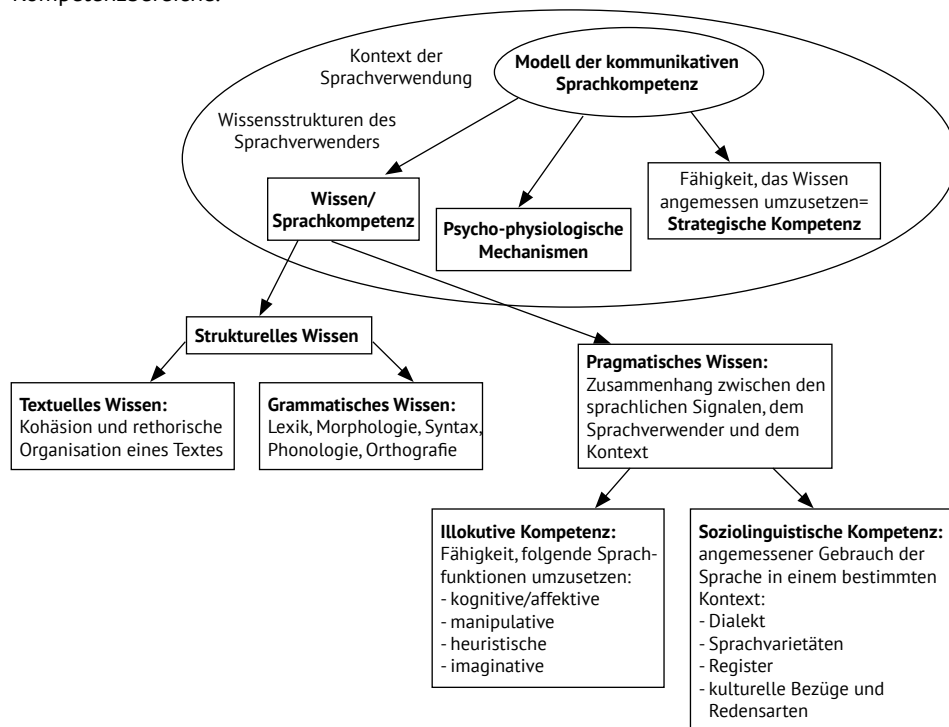 Kompetenzbereiche.
Kontext der
Sprachverwendung
Modell der kommunikativen
Sprachkompetenz
Wissensstrukturen des
Sprachverwenders
Wissen/
Sprachkompetenz
Psycho-physiologische
Mechanismen
Fähigkeit, das Wissen
angemessen umzusetzen=
Strategische Kompetenz
Strukturelles Wissen
Textuelles Wissen:
Kohäsion und rethorische
Organisation eines Textes
Grammatisches Wissen:
Lexik, Morphologie, Syntax,
Phonologie, Orthografie
Pragmatisches Wissen:
Zusammenhang zwischen den
sprachlichen Signalen, dem
Sprachverwender und dem
Kontext
Illokutive Kompetenz:
Fähigkeit, folgende Sprach-
funktionen umzusetzen:
- kognitive/affektive
- manipulative
- heuristische
- imaginative
Soziolinguistische Kompetenz:
angemessener Gebrauch der
Sprache in einem bestimmten
Kontext:
- Dialekt
- Sprachvarietäten
- Register
- kulturelle Bezüge und
Redensarten